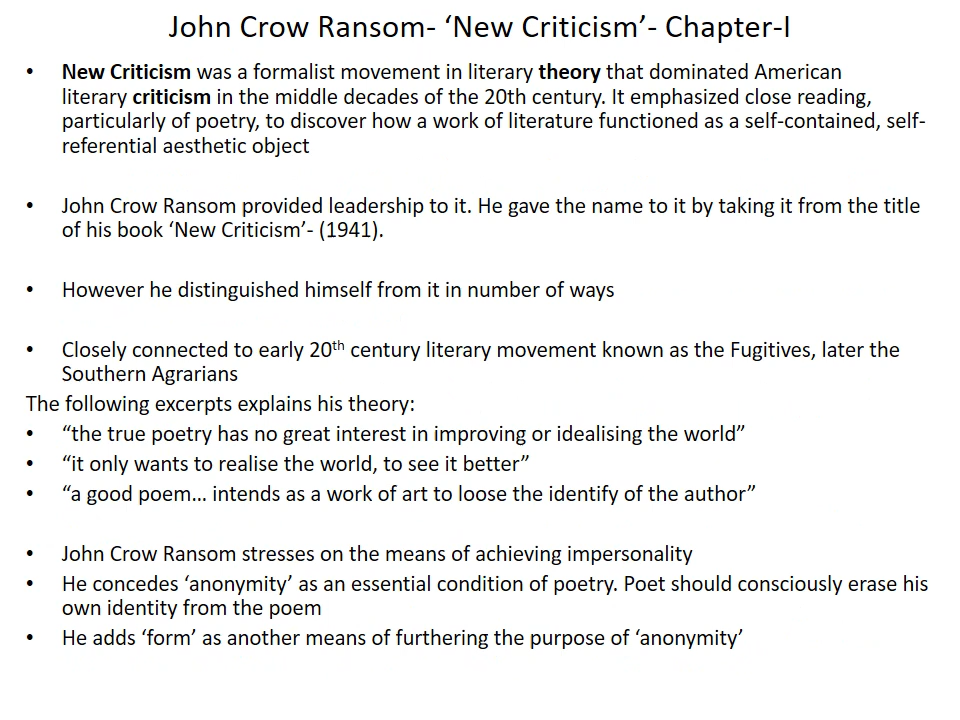 John Crow Ransom- ‘New Criticism’- Chapter-I
• New Criticism was a formalist movement in literary theory that dominated American
literary criticism in the middle decades of the 20th century. It emphasized close reading,
particularly of poetry, to discover how a work of literature functioned as a self-contained, self-
referential aesthetic object
• John Crow Ransom provided leadership to it. He gave the name to it by taking it from the title
of his book ‘New Criticism’- (1941).
• However he distinguished himself from it in number of ways
• Closely connected to early 20th century literary movement known as the Fugitives, later the
Southern Agrarians
The following excerpts explains his theory:
• “the true poetry has no great interest in improving or idealising the world”
• “it only wants to realise the world, to see it better”
• “a good poem… intends as a work of art to loose the identify of the author”
• John Crow Ransom stresses on the means of achieving impersonality
• He concedes ‘anonymity’ as an essential condition of poetry. Poet should consciously erase his
own identity from the poem
• He adds ‘form’ as another means of furthering the purpose of ‘anonymity’